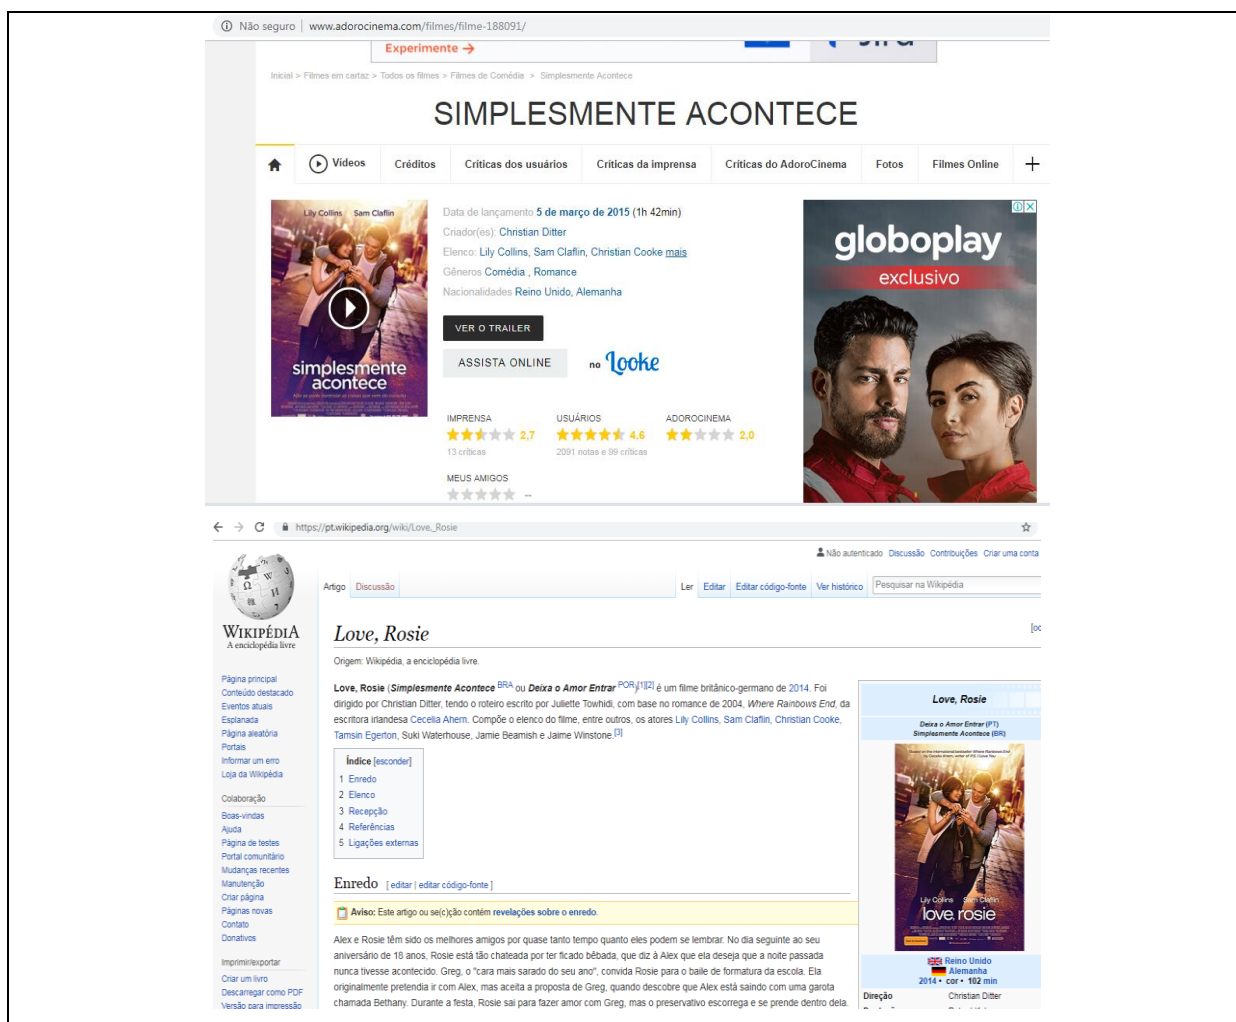 Não seguro | www.adorocinema.com/filmes/filme-188091/
Experimente →
Inicial > Filmes em cartaz > Todos os filmes > Filmes de Comédia > Simplesmente Acontece
SIMPLESMENTE ACONTECE
Vídeos Créditos Críticas dos usuários Críticas da imprensa Críticas do AdoroCinema Fotos Filmes Online +
Lily Collins Sam Claflin
simplesmente
acontece
Data de lançamento 5 de março de 2015 (1h 42min)
Criador(es): Christian Ditter
Elenco: Lily Collins, Sam Claflin, Christian Cooke mais
Gêneros Comédia , Romance
Nacionalidades Reino Unido, Alemanha
VER O TRAILER
ASSISTA ONLINE no Looke
IMPRENSA USUÁRIOS ADOROCINEMA
2,7 4,6 2,0
13 críticas 2091 notas e 99 críticas
MEUS AMIGOS
--
globoplay
exclusivo
https://pt.wikipedia.org/wiki/Love,_Rosie
Não autenticado Discussão Contribuições Criar uma conta
Artigo Discussão Ler Editar Editar código-fonte Ver histórico Pesquisar na Wikipédia
WIKIPÉDIA
A enciclopédia livre
Página principal
Conteúdo destacado
Eventos atuais
Esplanada
Página aleatória
Portais
Informar um erro
Loja da Wikipédia
Colaboração
Boas-vindas
Ajuda
Página de testes
Portal comunitário
Mudanças recentes
Manutenção
Criar página
Páginas novas
Contato
Donativos
Imprimir/exportar
Criar um livro
Descarregar como PDF
Versão para impressão
Love, Rosie
Origem: Wikipédia, a enciclopédia livre.
Love, Rosie (Simplesmente Acontece BRA ou Deixa o Amor Entrar POR)[1][2] é um filme britânico-germano de 2014. Foi
dirigido por Christian Ditter, tendo o roteiro escrito por Juliette Towhidi, com base no romance de 2004, Where Rainbows End, da
escritora irlandesa Cecelia Ahern. Compõe o elenco do filme, entre outros, os atores Lily Collins, Sam Claflin, Christian Cooke,
Tamsin Egerton, Suki Waterhouse, Jamie Beamish e Jaime Winstone.[3]
Índice [esconder]
1 Enredo
2 Elenco
3 Recepção
4 Referências
5 Ligações externas
Enredo [ editar | editar código-fonte ]
Aviso: Este artigo ou se(c)ção contém revelações sobre o enredo.
Alex e Rosie têm sido os melhores amigos por quase tanto tempo quanto eles podem se lembrar. No dia seguinte ao seu
aniversário de 18 anos, Rosie está tão chateada por ter ficado bêbada, que diz à Alex que ela deseja que a noite passada
nunca tivesse acontecido. Greg, o "cara mais sarado do seu ano", convida Rosie para o baile de formatura da escola. Ela
originalmente pretendia ir com Alex, mas aceita a proposta de Greg, quando descobre que Alex está saindo com uma garota
chamada Bethany. Durante a festa, Rosie sai para fazer amor com Greg, mas o preservativo escorrega e se prende dentro dela.
Love, Rosie
Deixa o Amor Entrar (PT)
Simplesmente Acontece (BR)
Lily Collins Sam Claflin
love, rosie
Reino Unido
Alemanha
2014 • cor • 102 min
Direção Christian Ditter